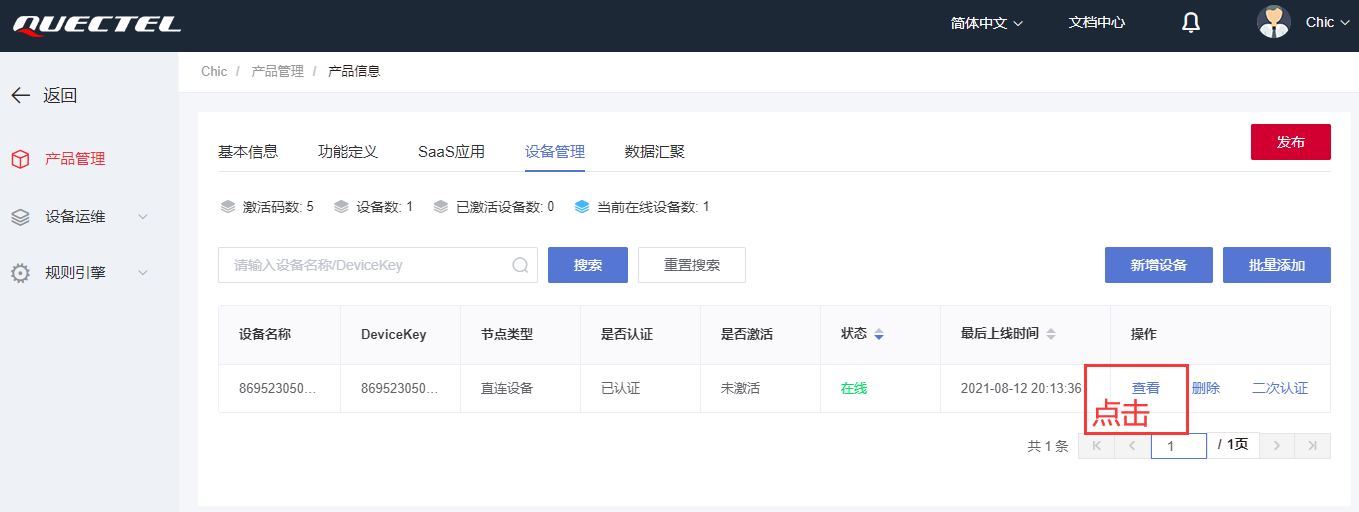 QUECTEL 简体中文 文档中心 Chic
Chic / 产品管理 / 产品信息
返回
产品管理
设备运维
规则引擎
基本信息 功能定义 SaaS应用 设备管理 数据汇聚 发布
激活码数: 5 设备数: 1 已激活设备数: 0 当前在线设备数: 1
请输入设备名称/DeviceKey 搜索 重置搜索 新增设备 批量添加
设备名称 DeviceKey 节点类型 是否认证 是否激活 状态 最后上线时间 操作
869523050... 869523050... 直连设备 已认证 未激活 在线 2021-08-12 20:13:36 查看 删除 二次认证
点击
共 1 条 1 / 1页